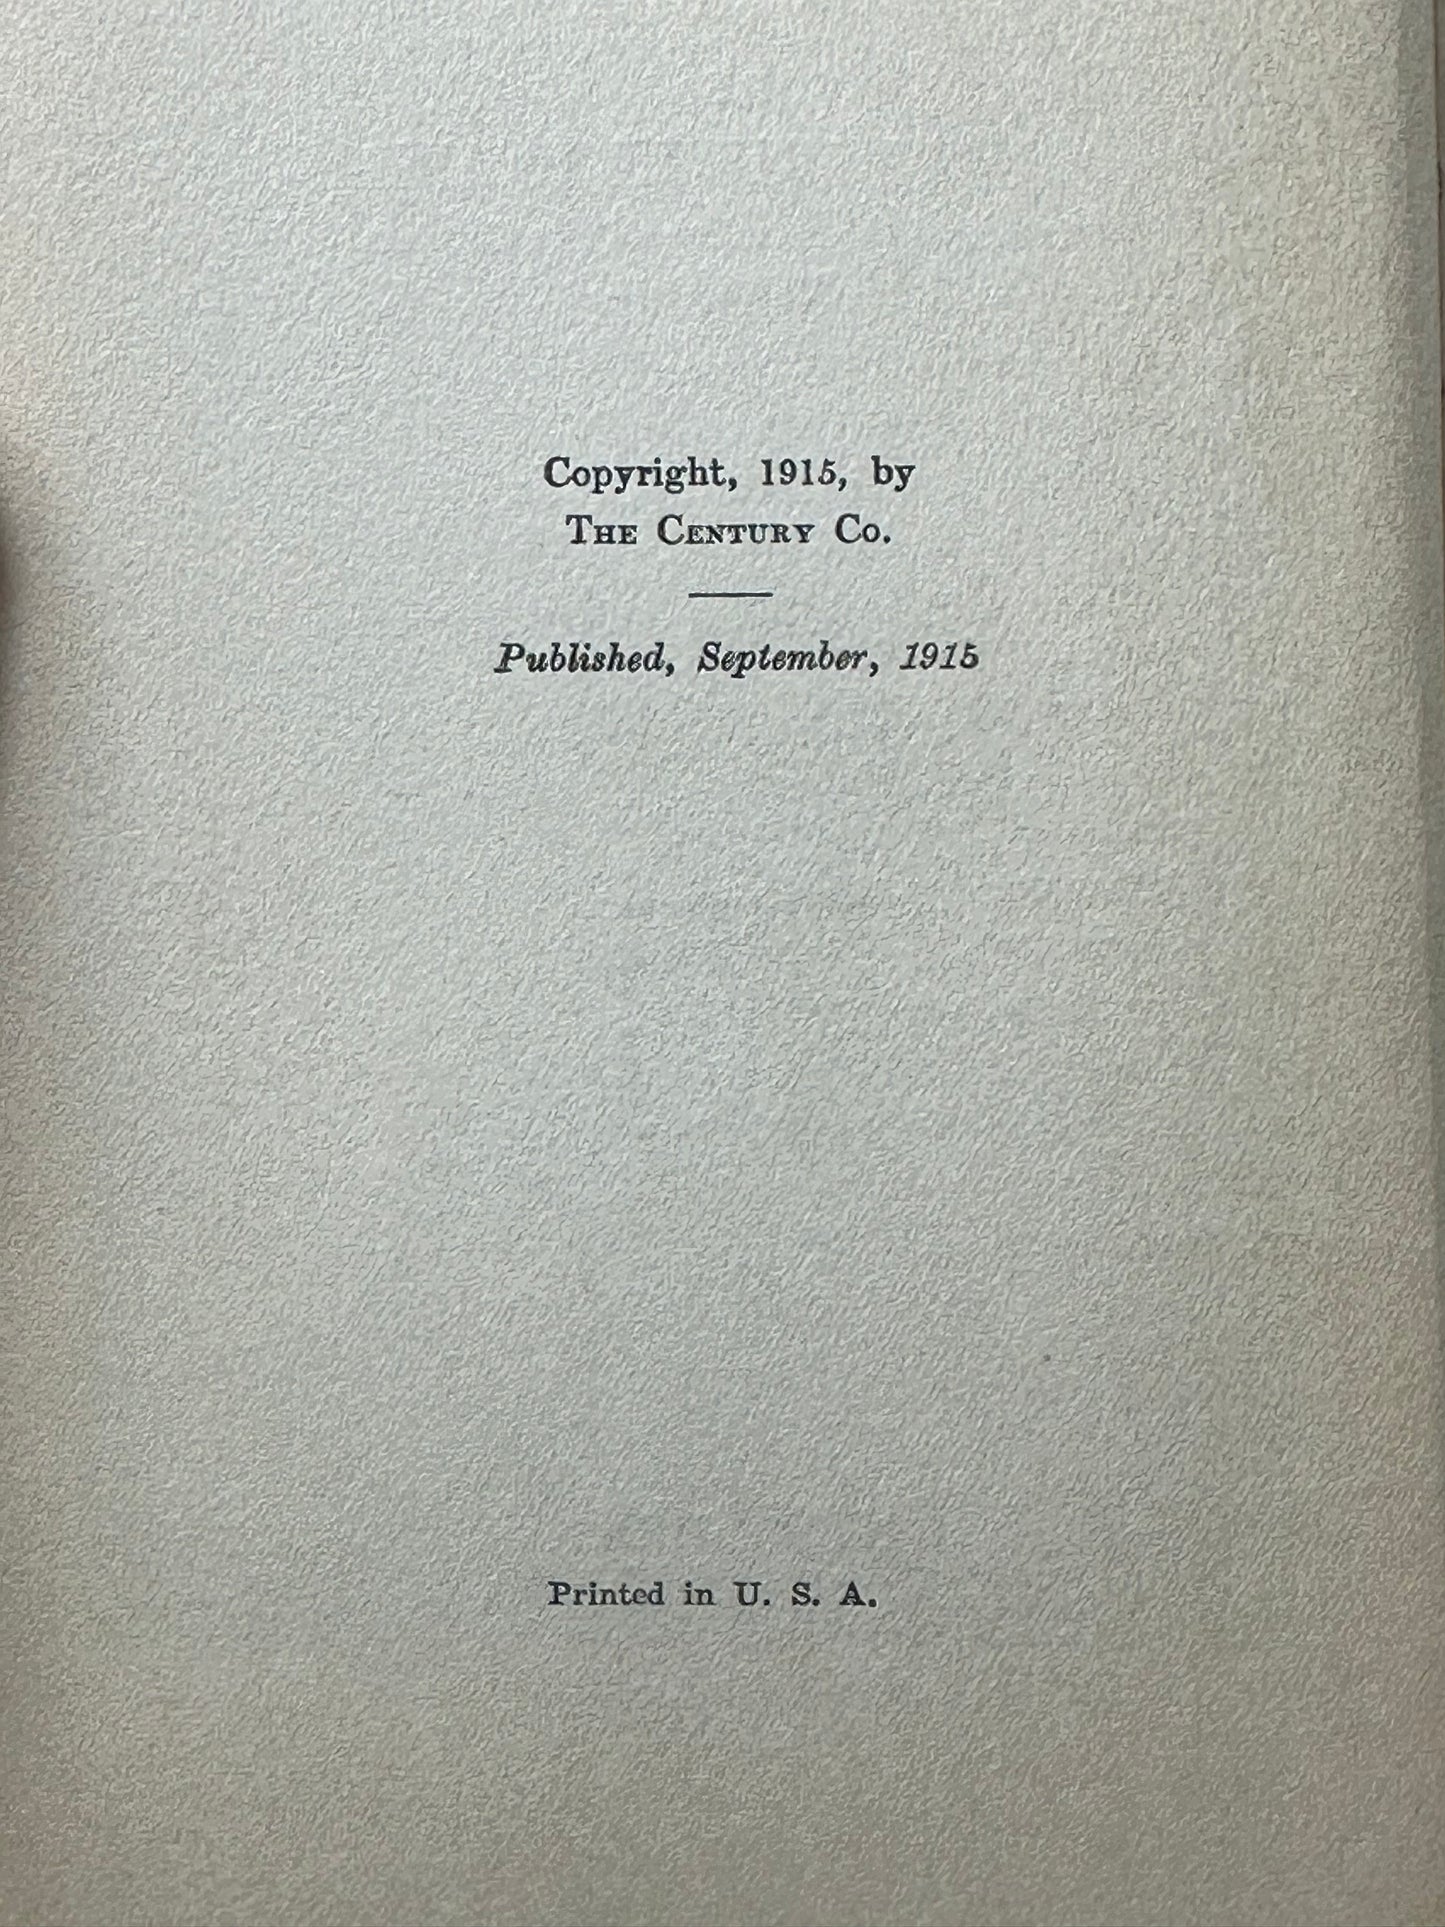 Copyright, 1915, by
THE CENTURY CO.
Published, September, 1915
Printed in U. S. A.